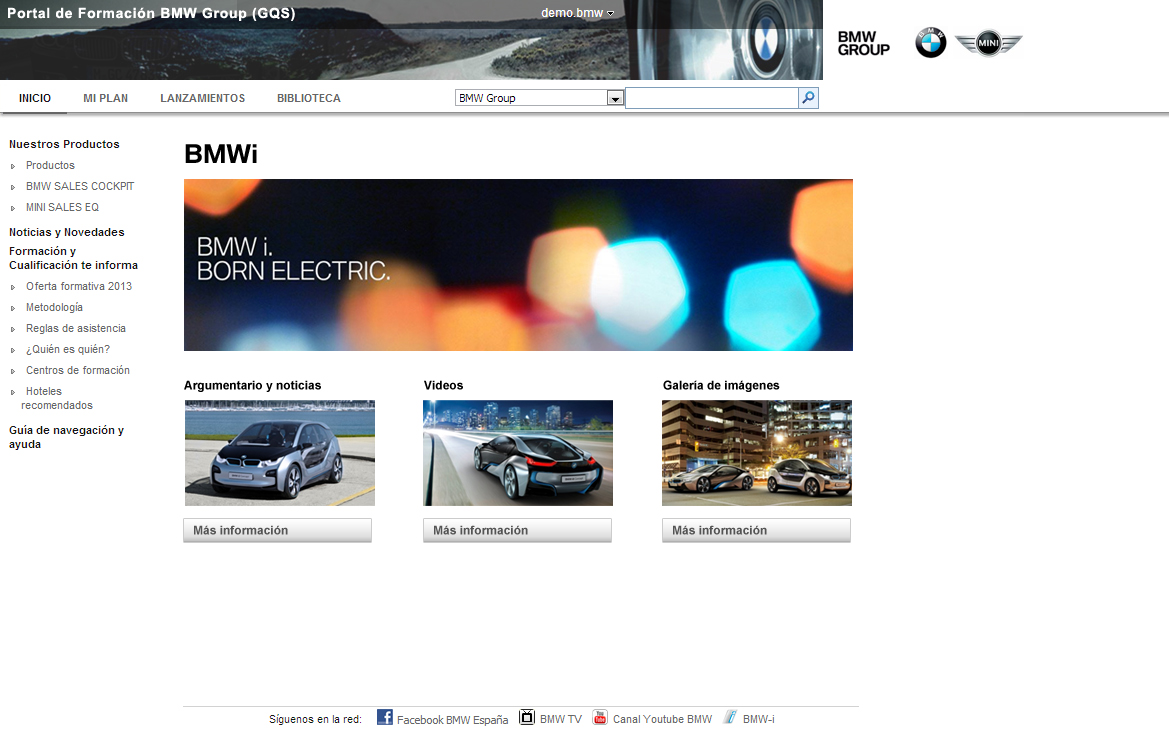 Portal de Formación BMW Group (GQS)
demo.bmw
BMW GROUP
BMW
MINI
INICIO
MI PLAN
LANZAMIENTOS
BIBLIOTECA
BMW Group
Nuestros Productos
Productos
BMW SALES COCKPIT
MINI SALES EQ
Noticias y Novedades
Formación y
Cualificación te informa
Oferta formativa 2013
Metodología
Reglas de asistencia
¿Quién es quién?
Centros de formación
Hoteles
recomendados
Guía de navegación y
ayuda
BMWi
BMW i.
BORN ELECTRIC.
Argumentario y noticias
Videos
Galería de imágenes
Más información
Más información
Más información
Síguenos en la red:
Facebook BMW España
BMW TV
Canal Youtube BMW
BMW-i